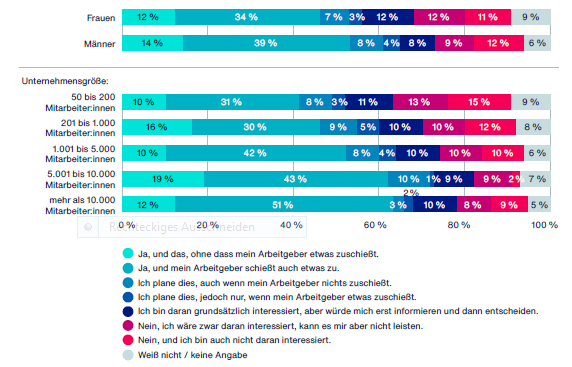 Frauen 12 % 34 % 7 % 3% 12 % 12 % 11 % 9 %
Männer 14 % 39 % 8 % 4 % 8 % 9 % 12 % 6 %
Unternehmensgröße:
50 bis 200
Mitarbeiter:innen 10 % 31 % 8 % 3 % 11 % 13 % 15 % 9 %
201 bis 1.000
Mitarbeiter:innen 16 % 30 % 9 % 5 % 10 % 10 % 12 % 8 %
1.001 bis 5.000
Mitarbeiter:innen 10 % 42 % 8 % 4 % 10 % 10 % 10 % 6 %
5.001 bis 10.000
Mitarbeiter:innen 19 % 43 % 10 % 1% 9 % 9 % 2% 7 %
2 %
mehr als 10.000
Mitarbeiter:innen 12 % 51 % 3 % 10 % 8 % 9 % 5 %
0 % 20 % 40 % 60 % 80 % 100 %
Rechteckiges Ausschneiden
Ja, und das, ohne dass mein Arbeitgeber etwas zuschießt.
Ja, und mein Arbeitgeber schießt auch etwas zu.
Ich plane dies, auch wenn mein Arbeitgeber nichts zuschießt.
Ich plane dies, jedoch nur, wenn mein Arbeitgeber etwas zuschießt.
Ich bin daran grundsätzlich interessiert, aber würde mich erst informieren und dann entscheiden.
Nein, ich wäre zwar daran interessiert, kann es mir aber nicht leisten.
Nein, und ich bin auch nicht daran interessiert.
Weiß nicht / keine Angabe